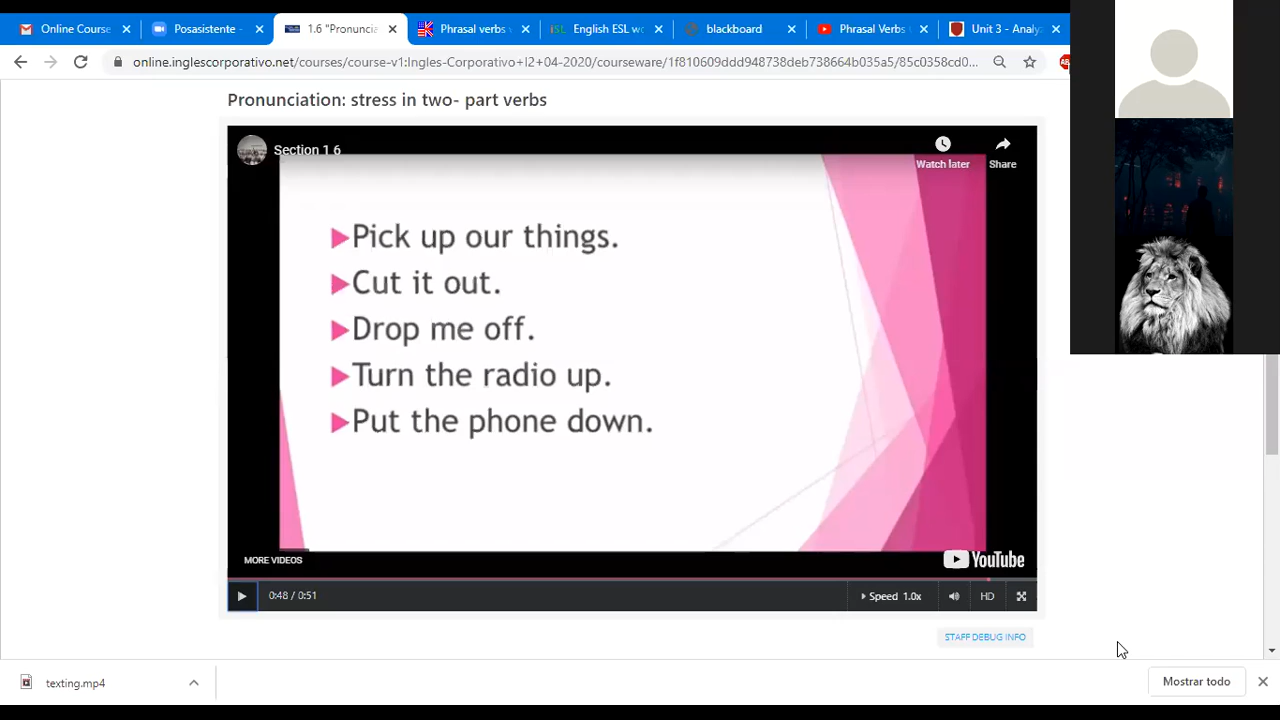 Online Course
Posasistente -
1.6 "Pronuncia
Phrasal verbs v
English ESL wo
blackboard
Phrasal Verbs
Unit 3 - Analy
online.inglescorporativo.net/courses/course-v1:Ingles-Corporativo+I2+04-2020/courseware/1f810609ddd948738deb738664b035a5/85c0358cd0...
Pronunciation: stress in two- part verbs
Section 1 6
Watch later
Share
Pick up our things.
Cut it out.
Drop me off.
Turn the radio up.
Put the phone down.
MORE VIDEOS
YouTube
0:48 / 0:51
Speed 1.0x
HD
STAFF DEBUG INFO
texting.mp4
Mostrar todo